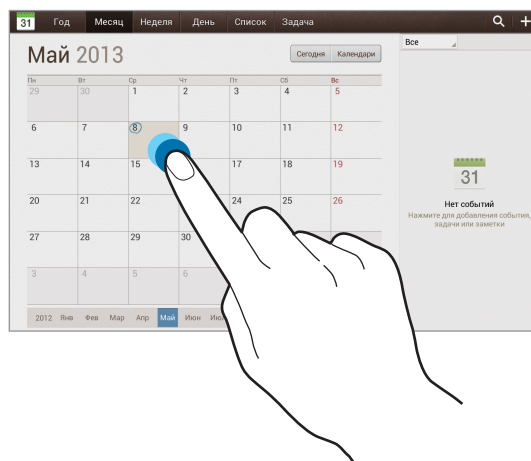 31 Год Месяц Неделя День Список Задача
Май 2013 Сегодня Календари
Все
Пн Вт Ср Чт Пт Сб Вс
29 30 1 2 3 4 5
6 7 8 9 10 11 12
13 14 15 17 18 19
20 21 22 24 25 26
27 28 29 30
3 4 5 6
31
Нет событий
Нажмите для добавления события,
задачи или заметки
2012 Янв Фев Мар Апр Май Июн